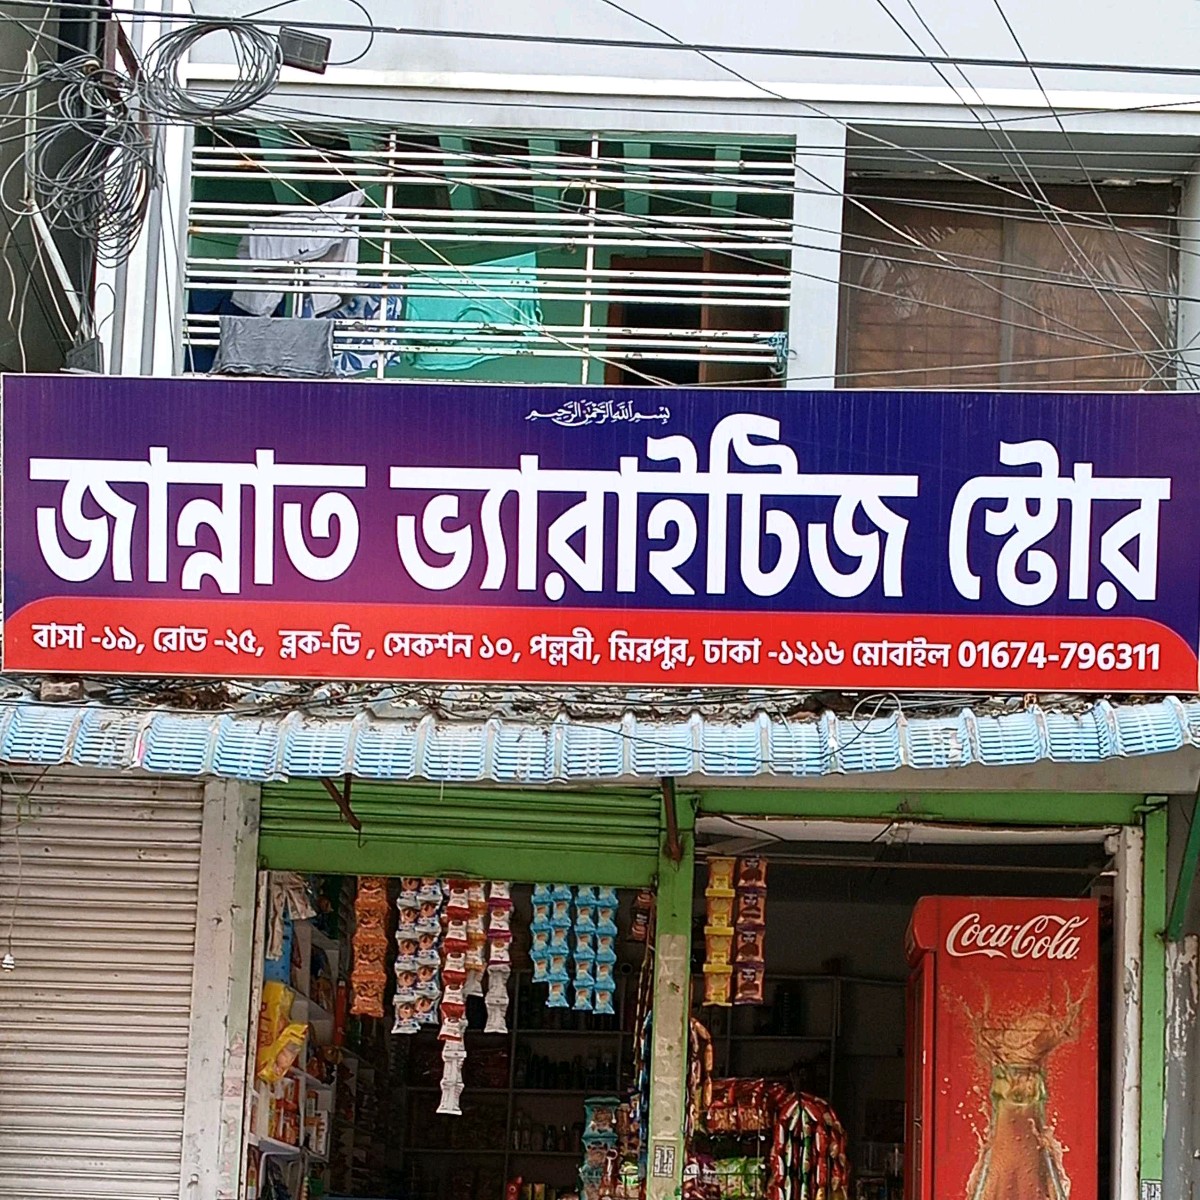 بسم الله الرحمن الرحيم
জান্নাত ভ্যারাইটিজ স্টোর
বাসা -১৯, রোড -২৫, ব্লক-ডি , সেকশন ১০, পল্লবী, মিরপুর, ঢাকা -১২১৬ মোবাইল 01674-796311
Coca-Cola